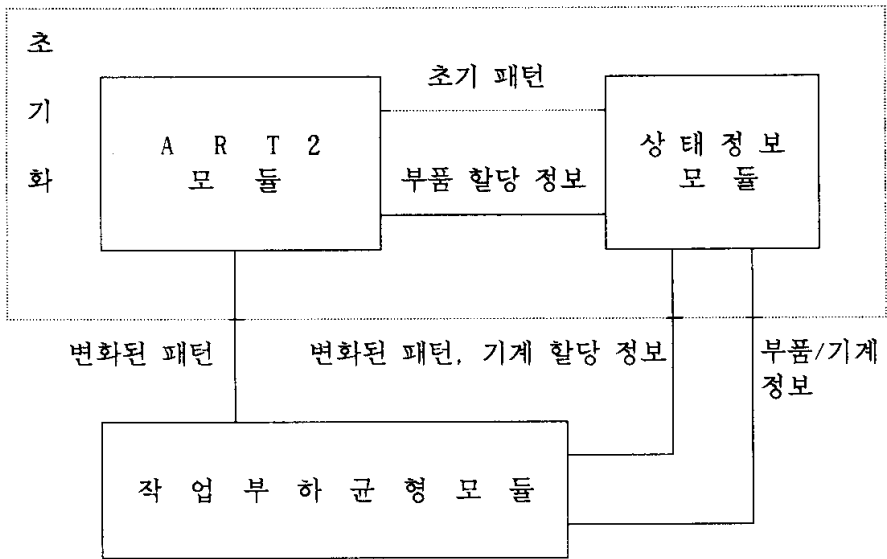 초
기
화
초기 패턴
A R T 2
모 듈
부품 할당 정보
상 태 정 보
모 듈
변화된 패턴
변화된 패턴, 기계 할당 정보
부품/기계
정보
작 업 부 하 균 형 모 듈